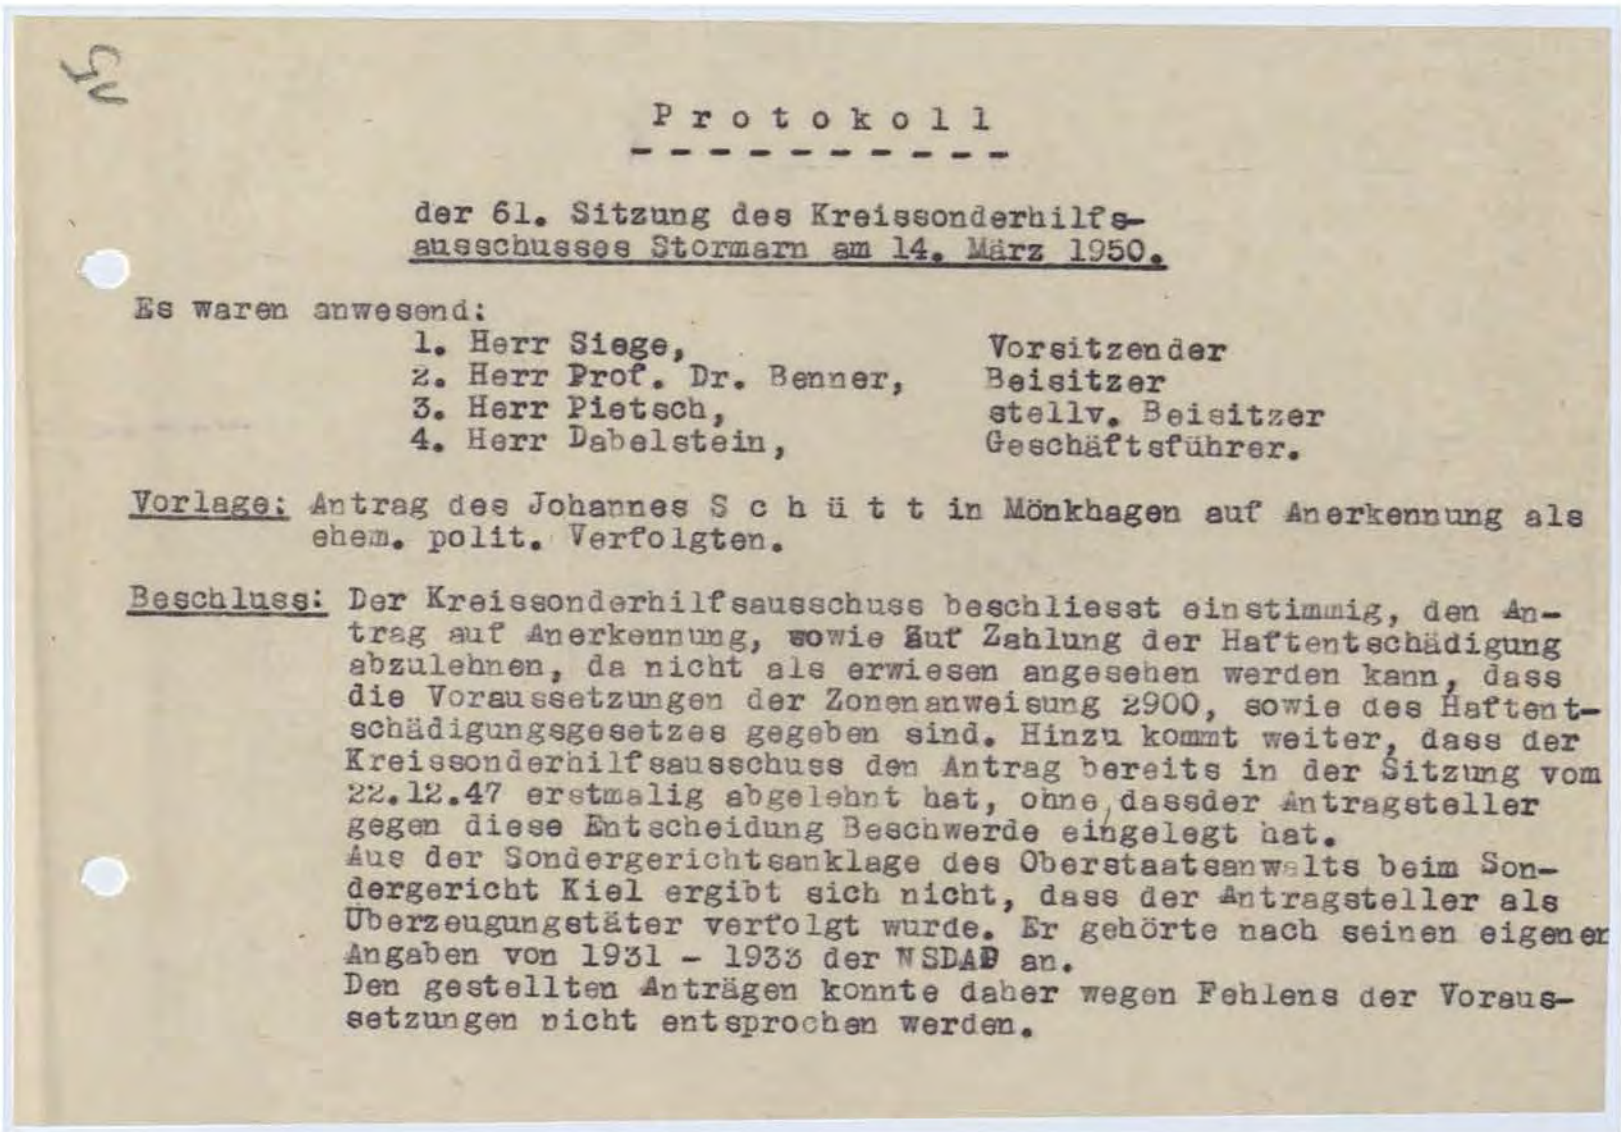 Protokoll
----------
der 61. Sitzung des Kreissonderhilfs-
ausschusses Stormarn am 14. März 1950.
Es waren anwesend:
1. Herr Siege, Vorsitzender
2. Herr Prof. Dr. Benner, Beisitzer
3. Herr Pietsch, stellv. Beisitzer
4. Herr Dabelstein, Geschäftsführer.
Vorlage: Antrag des Johannes S c h ü t t in Mönkhagen auf Anerkennung als
ehem. polit. Verfolgten.
Beschluss: Der Kreissonderhilfsausschuss beschliesst einstimmig, den An-
trag auf Anerkennung, sowie auf Zahlung der Haftentschädigung
abzulehnen, da nicht als erwiesen angesehen werden kann, dass
die Voraussetzungen der Zonenanweisung 2900, sowie des Haftent-
schädigungsgesetzes gegeben sind. Hinzu kommt weiter, dass der
Kreissonderhilfsausschuss den Antrag bereits in der Sitzung vom
22.12.47 erstmalig abgelehnt hat, ohne, dassder Antragsteller
gegen diese Entscheidung Beschwerde eingelegt hat.
Aus der Sondergerichtsanklage des Oberstaatsanwalts beim Son-
dergericht Kiel ergibt sich nicht, dass der Antragsteller als
Überzeugungstäter verfolgt wurde. Er gehörte nach seinen eigenen
Angaben von 1931 - 1933 der NSDAP an.
Den gestellten Anträgen konnte daher wegen Fehlens der Voraus-
setzungen nicht entsprochen werden.